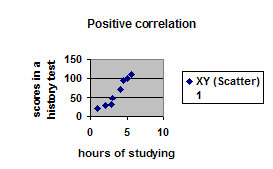 Positive correlation
scores in a
history test
150
100
50
0
0 5 10
hours of studying
XY (Scatter)
1